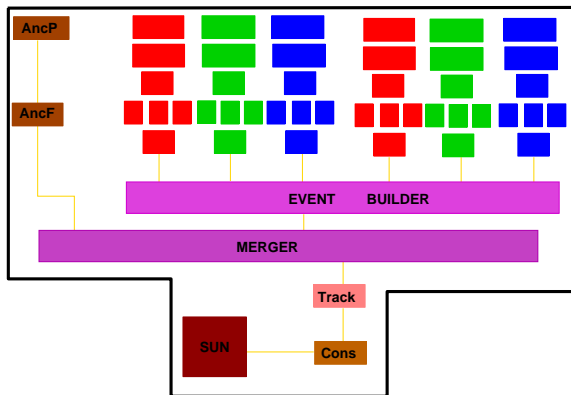 AncP
AncF
EVENT BUILDER
MERGER
Track
SUN
Cons